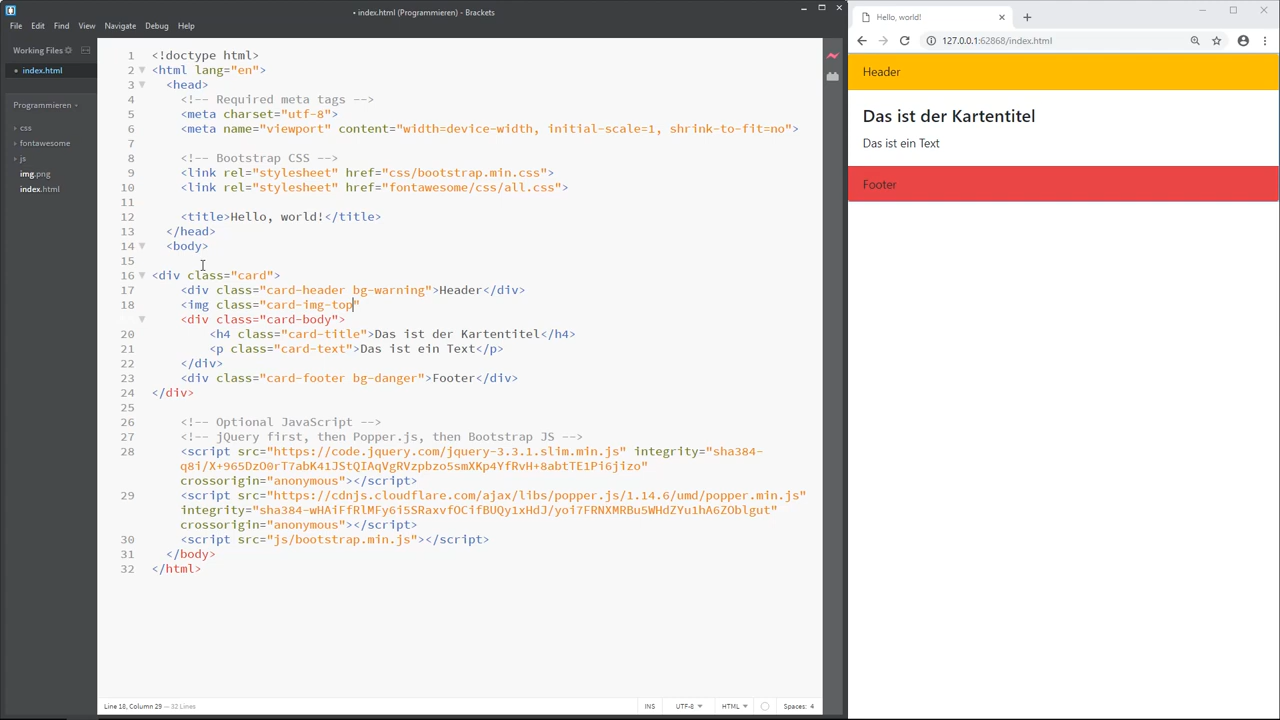 • index.html (Programmieren) - Brackets
File Edit Find View Navigate Debug Help
Working Files
• index.html
Programmieren
css
fontawesome
js
img.png
index.html
1 <!doctype html>
2 <html lang="en">
3 <head>
4 <!-- Required meta tags -->
5 <meta charset="utf-8">
6 <meta name="viewport" content="width=device-width, initial-scale=1, shrink-to-fit=no">
7
8 <!-- Bootstrap CSS -->
9 <link rel="stylesheet" href="css/bootstrap.min.css">
10 <link rel="stylesheet" href="fontawesome/css/all.css">
11
12 <title>Hello, world!</title>
13 </head>
14 <body>
15
16 <div class="card">
17 <div class="card-header bg-warning">Header</div>
18 <img class="card-img-top"
<div class="card-body">
20 <h4 class="card-title">Das ist der Kartentitel</h4>
21 <p class="card-text">Das ist ein Text</p>
22 </div>
23 <div class="card-footer bg-danger">Footer</div>
24 </div>
25
26 <!-- Optional JavaScript -->
27 <!-- jQuery first, then Popper.js, then Bootstrap JS -->
28 <script src="https://code.jquery.com/jquery-3.3.1.slim.min.js" integrity="sha384-
q8i/X+965DzO0rT7abK41JStQIAqVgRVzpbzo5smXKp4YfRvH+8abtTE1Pi6jizo"
crossorigin="anonymous"></script>
29 <script src="https://cdnjs.cloudflare.com/ajax/libs/popper.js/1.14.6/umd/popper.min.js"
integrity="sha384-wHAiFfRlMFy6i5SRaxvfOCifBUQy1xHdJ/yoi7FRNXMRBu5WHdZYu1hA6ZOblgut"
crossorigin="anonymous"></script>
30 <script src="js/bootstrap.min.js"></script>
31 </body>
32 </html>
Line 18, Column 29 — 32 Lines
INS UTF-8 HTML Spaces: 4
Hello, world!
127.0.0.1:62868/index.html
Header
Das ist der Kartentitel
Das ist ein Text
Footer